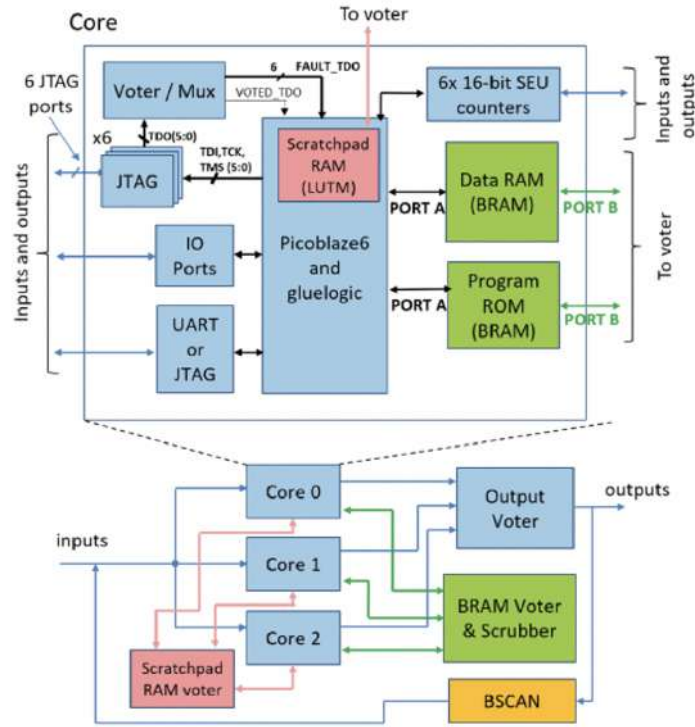 To voter
Core
6 JTAG
ports
Inputs and outputs
Voter / Mux
6 FAULT_TDO
VOTED_TDO
x6
TDO(5:0)
JTAG
TDI,TCK,
TMS (5:0)
Scratchpad
RAM
(LUTM)
Picoblaze6
and
gluelogic
IO
Ports
UART
or
JTAG
6x 16-bit SEU
counters
Inputs and
outputs
PORT A
Data RAM
(BRAM)
PORT B
PORT A
Program
ROM
(BRAM)
PORT B
To voter
inputs
Core 0
Core 1
Core 2
Output
Voter
outputs
BRAM Voter
& Scrubber
Scratchpad
RAM voter
BSCAN